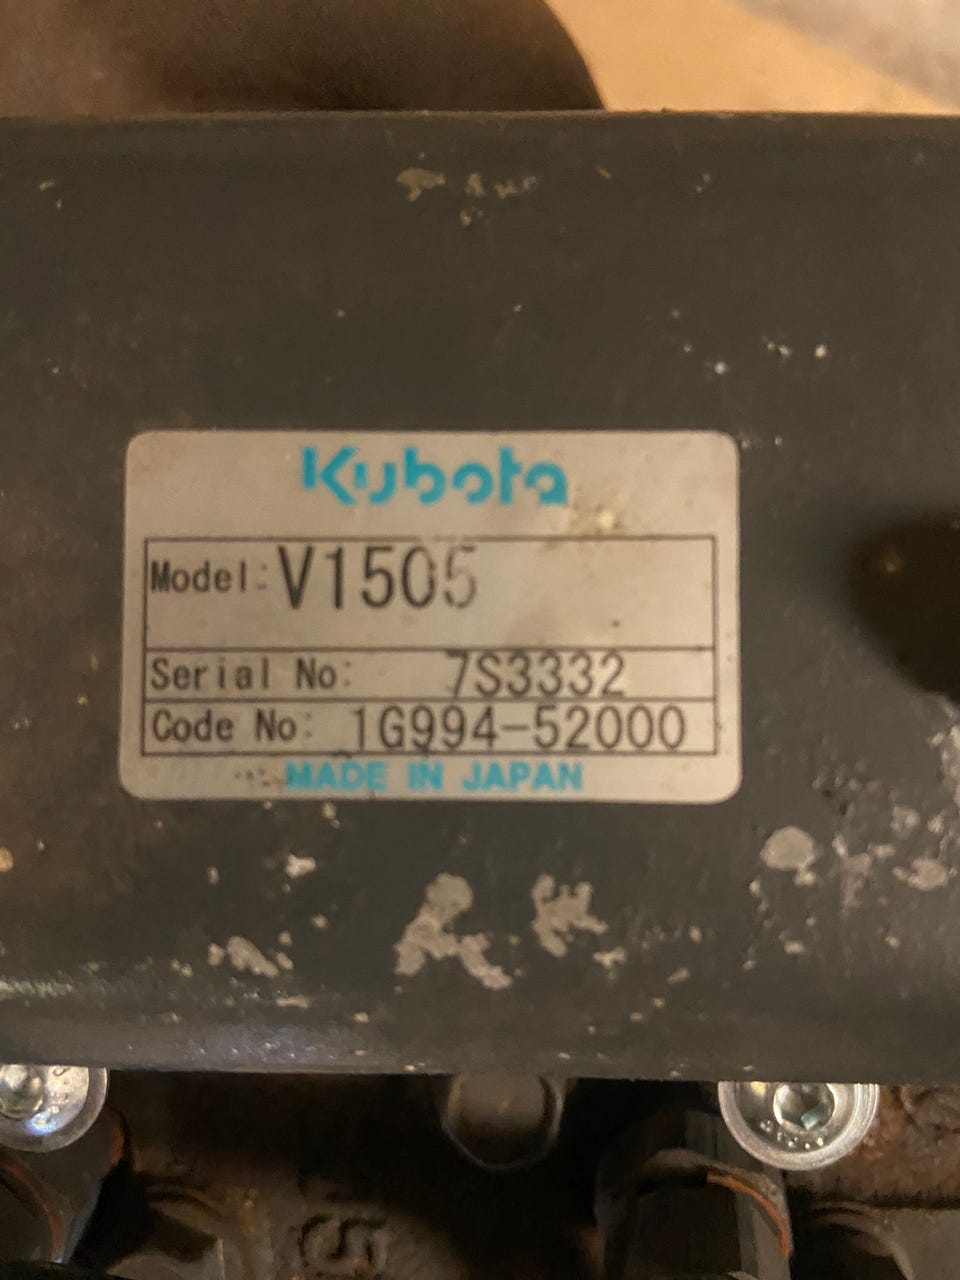 Kubota
Model: V1505
Serial No: 7S3332
Code No: 1G994-52000
MADE IN JAPAN